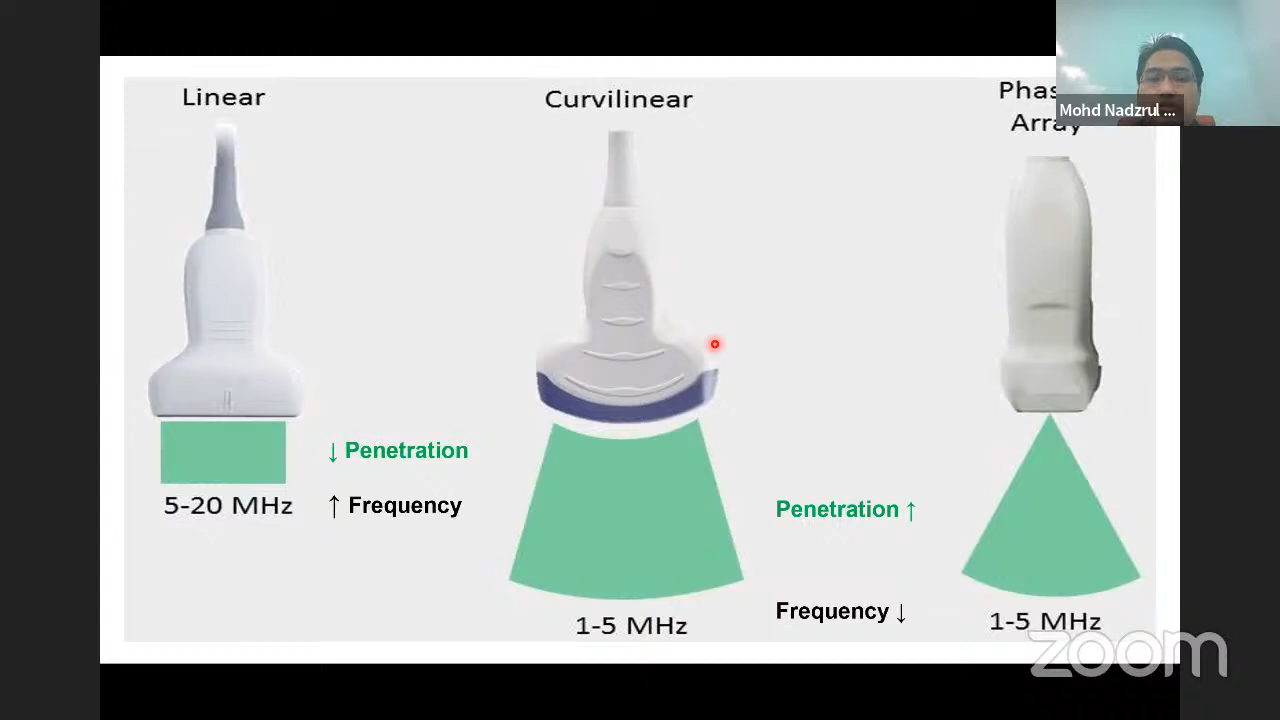 Linear
Curvilinear
Phas
Array
Mohd Nadzrul ...
↓ Penetration
5-20 MHz
↑ Frequency
Penetration ↑
Frequency ↓
1-5 MHz
1-5 MHz
zoom